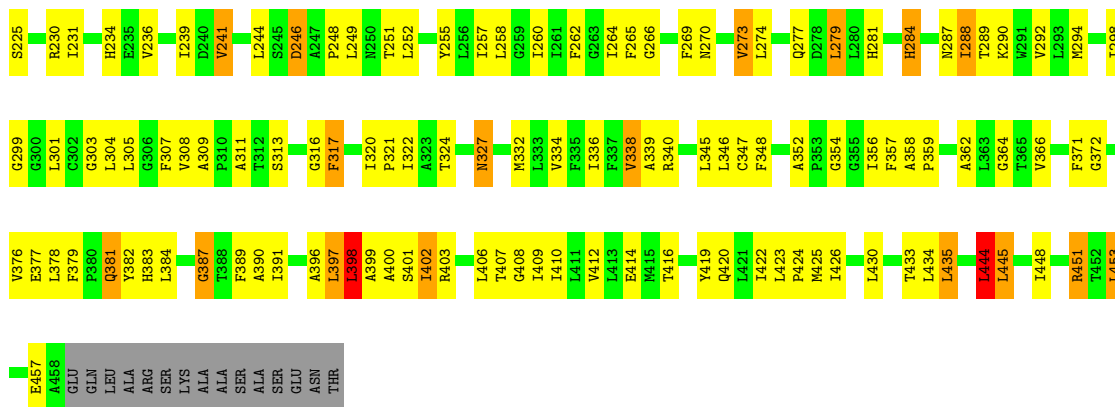 S225 R230 I231 H234 E235 V236 I239 D240 V241 L244 S245 D246 A247 P248 L249 N250 T251 L252 Y255 L256 I257 L258 G259 I260 I261 F262 G263 I264 F265 G266 F269 N270 V273 L274 Q277 D278 L279 L280 H281 H284 N287 I288 T289 K290 W291 V292 L293 M294
G299 G300 L301 C302 G303 L304 L305 G306 F307 V308 A309 P310 A311 T312 S313 G316 F317 I320 P321 I322 A323 T324 N327 M332 L333 V334 F335 I336 F337 V338 A339 R340 L345 L346 C347 F348 A352 P353 G354 G355 I356 F357 A358 P359 A362 L363 G364 T365 V366 F371 G372
V376 E377 L378 F379 P380 Q381 Y382 H383 L384 G387 T388 F389 A390 I391 A396 L397 L398 A399 A400 S401 I402 R403 L406 T407 G408 I409 I410 L411 V412 L413 E414 M415 T416 Y419 Q420 L421 I422 L423 P424 M425 I426 L430 T433 L434 L435 L444 L445 I448 R451 T452 L453
E457 A458 GLU GLN LEU ALA ARG SER LYS ALA ALA SER ALA SER GLU ASN THR